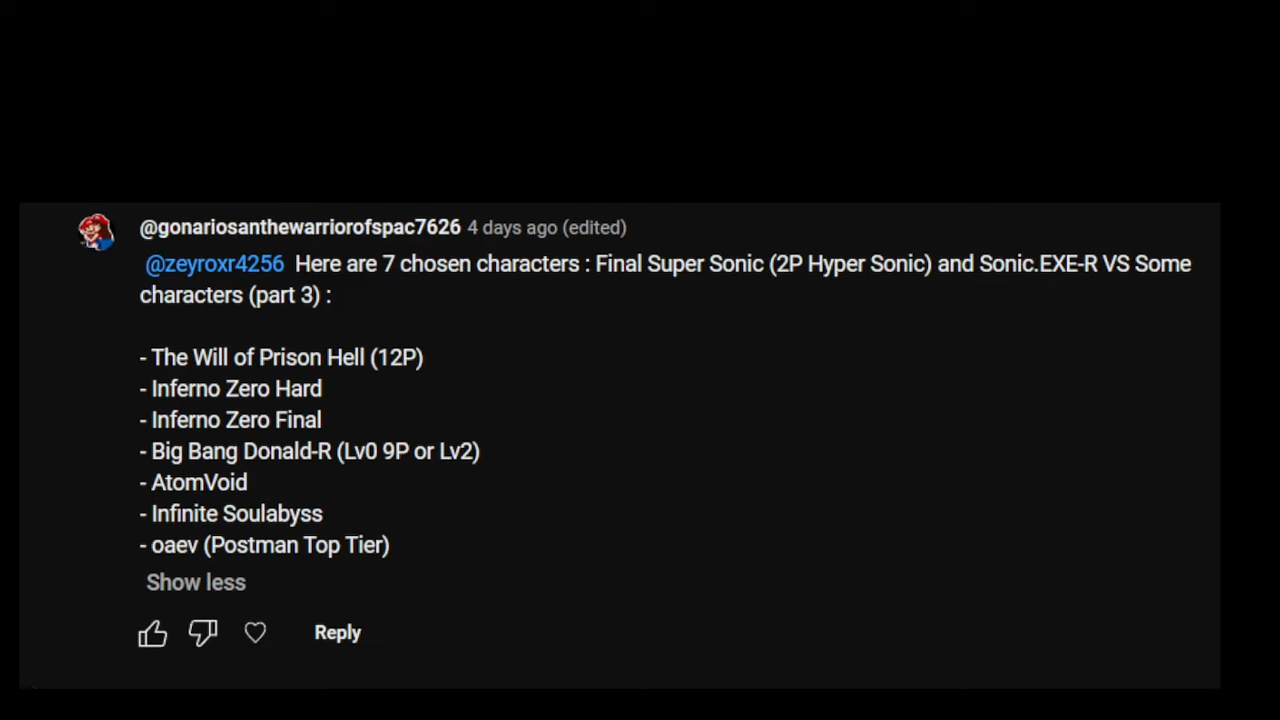 @gonariosanthewarriorofspac7626 4 days ago (edited)
@zeyroxr4256 Here are 7 chosen characters : Final Super Sonic (2P Hyper Sonic) and Sonic.EXE-R VS Some
characters (part 3) :
- The Will of Prison Hell (12P)
- Inferno Zero Hard
- Inferno Zero Final
- Big Bang Donald-R (Lv0 9P or Lv2)
- AtomVoid
- Infinite Soulabyss
- oaev (Postman Top Tier)
Show less
Reply